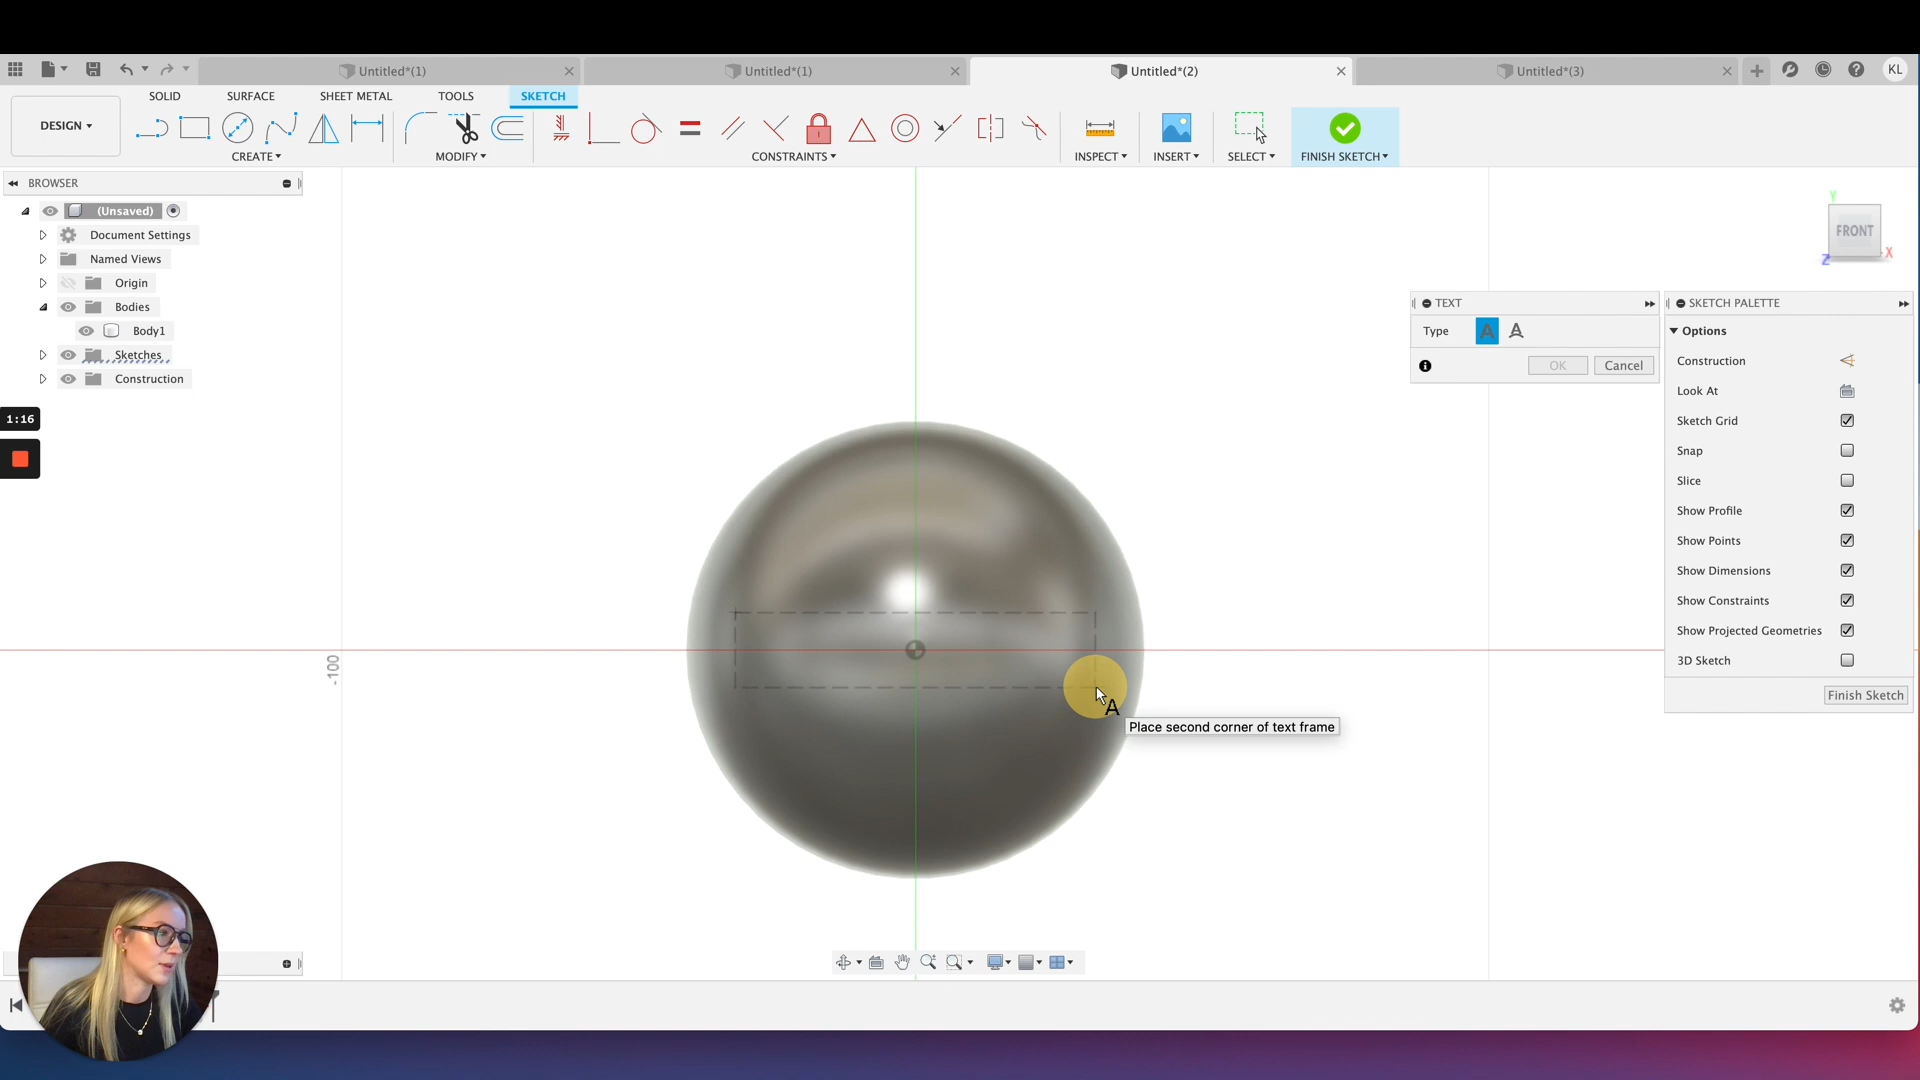 Untitled*(1)
Untitled*(1)
Untitled*(2)
Untitled*(3)
KL
SOLID
SURFACE
SHEET METAL
TOOLS
SKETCH
DESIGN
CREATE
MODIFY
CONSTRAINTS
INSPECT
INSERT
SELECT
FINISH SKETCH
BROWSER
(Unsaved)
Document Settings
Named Views
Origin
Bodies
Body1
Sketches
Construction
1:16
-100
Y
FRONT
X
Z
TEXT
Type
A
A
OK
Cancel
SKETCH PALETTE
Options
Construction
Look At
Sketch Grid
Snap
Slice
Show Profile
Show Points
Show Dimensions
Show Constraints
Show Projected Geometries
3D Sketch
Finish Sketch
A
Place second corner of text frame